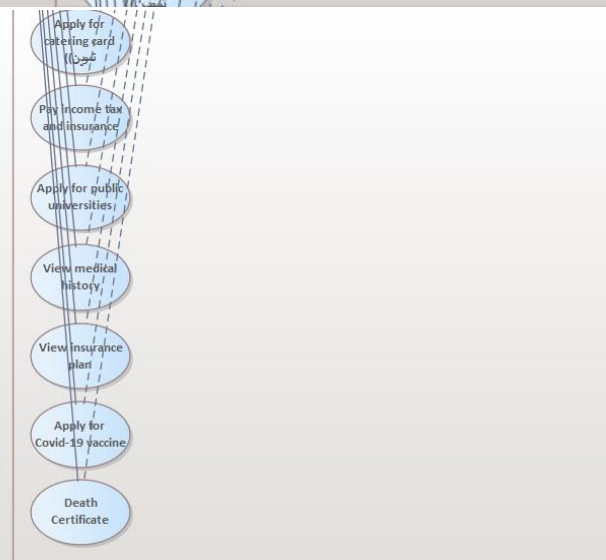 Apply for
catering card
((تموين
Pay income tax
and insurance
Apply for public
universities
View medical
history
View insurance
plan
Apply for
Covid-19 vaccine
Death
Certificate